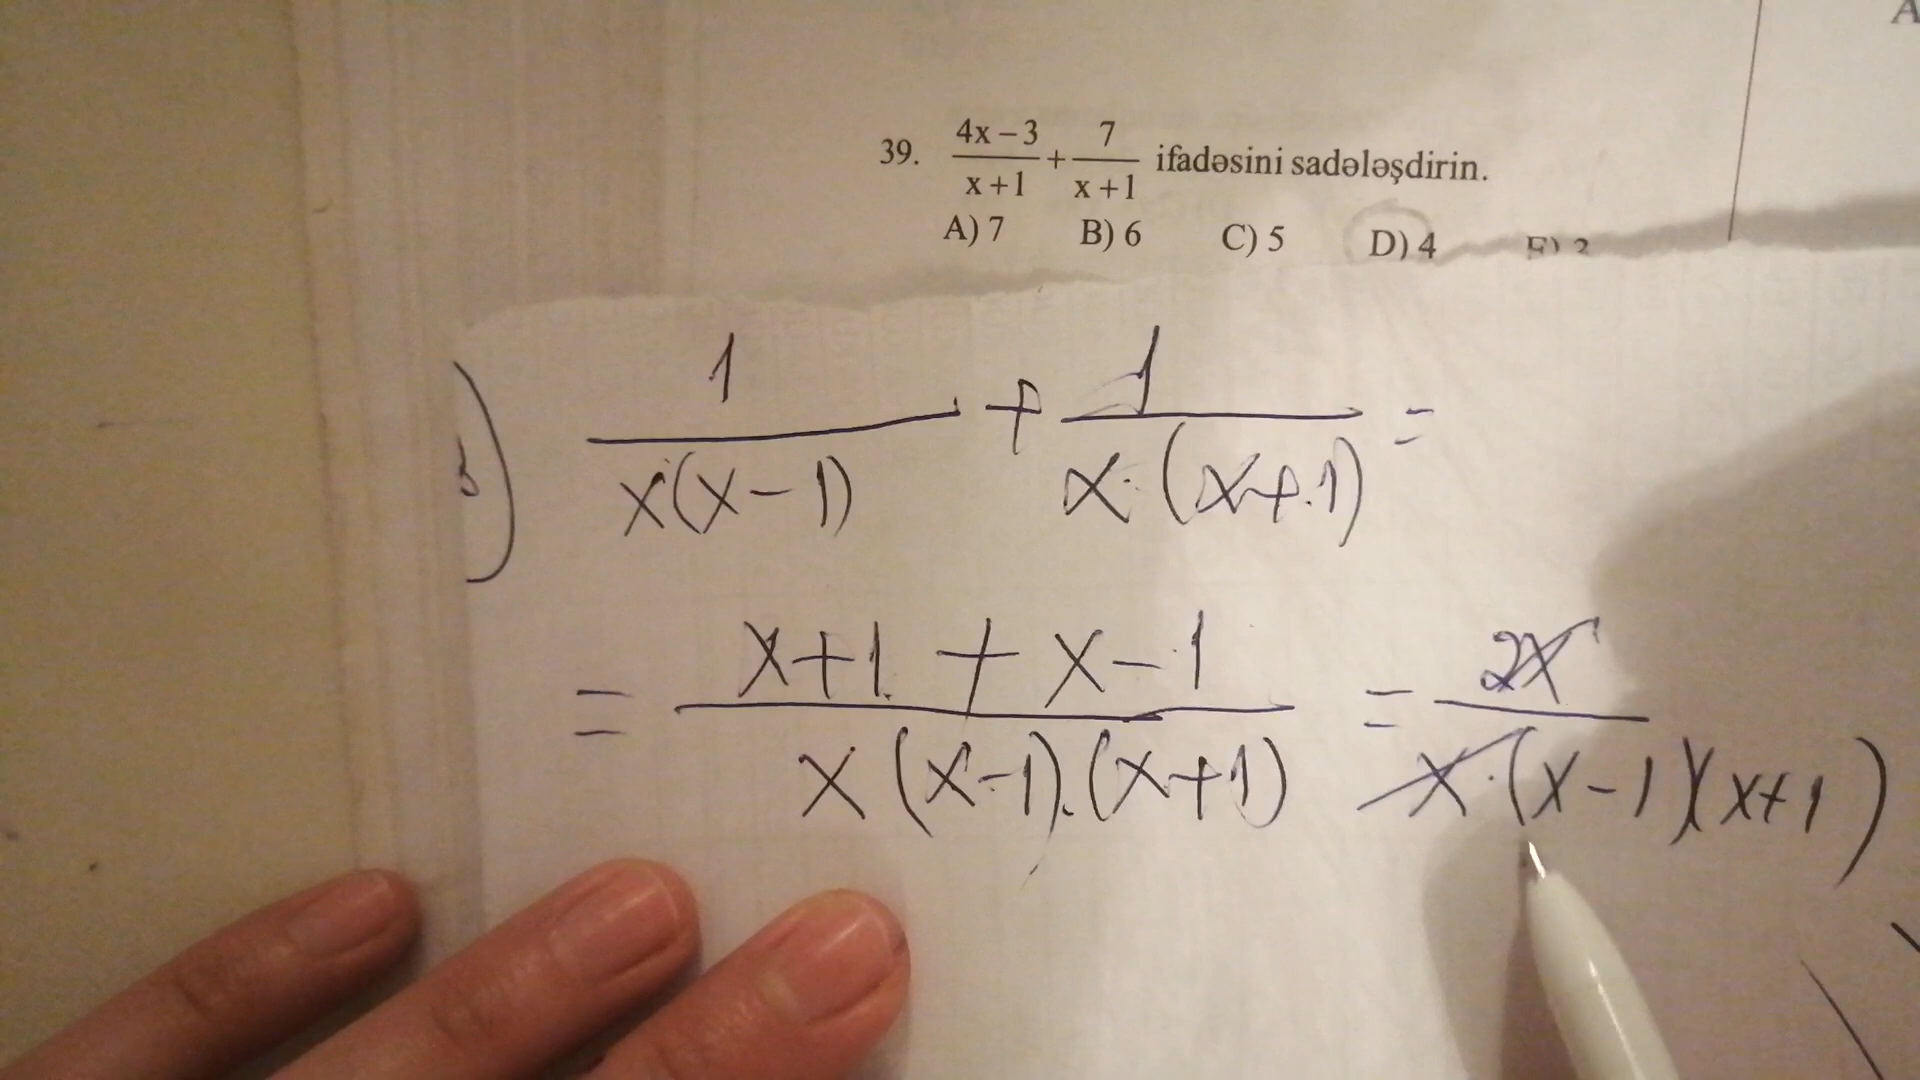 39. (4x – 3)/(x + 1) + 7/(x + 1) ifadəsini sadələşdirin.
A) 7 B) 6 C) 5 D) 4
1/(x(x – 1)) + 1/(x · (x + 1)) =
= (x + 1 + x – 1)/(x (x – 1) · (x + 1)) = 2x/(x · (x – 1)(x + 1))